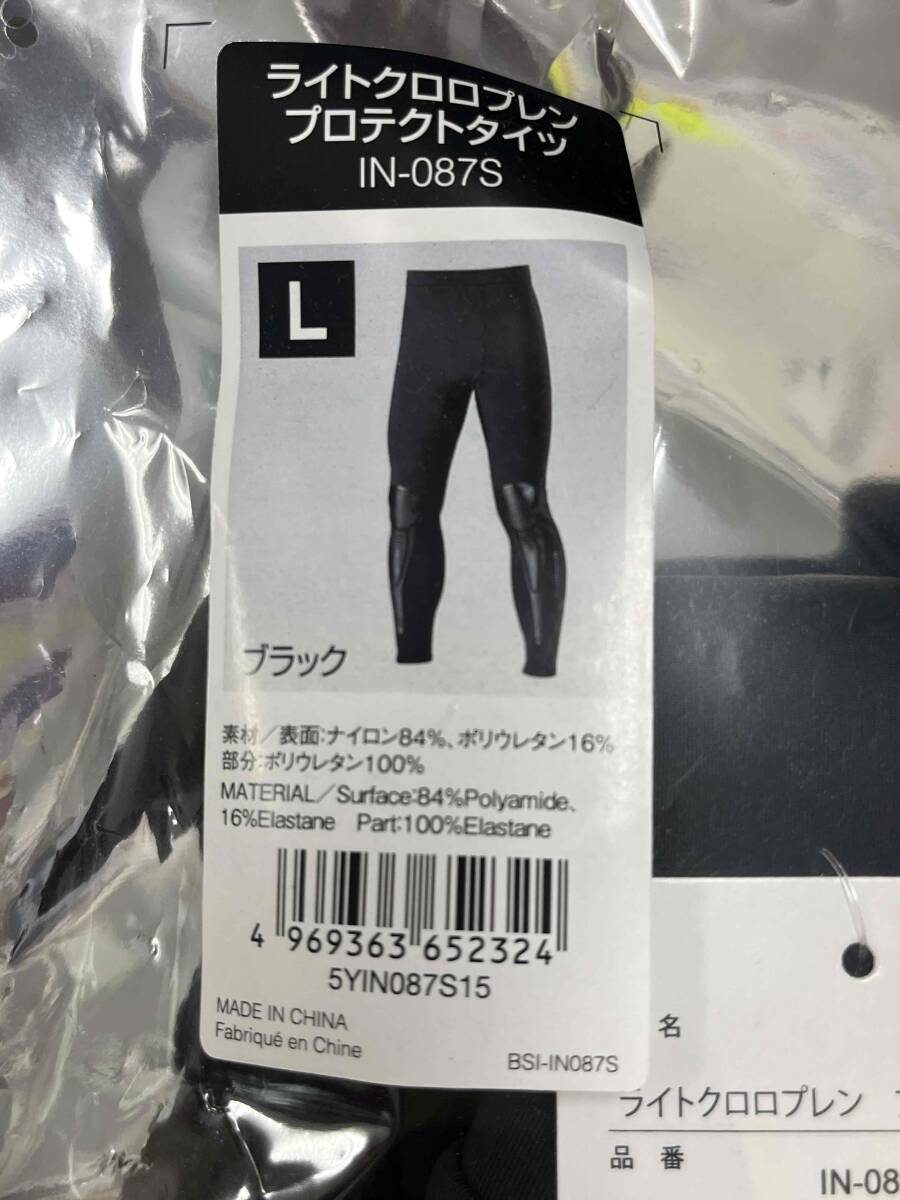 ライトクロロプレン
プロテクトタイツ
IN-087S
L
ブラック
素材／表面:ナイロン84%、ポリウレタン16%
部分:ポリウレタン100%
MATERIAL／Surface:84%Polyamide、
16%Elastane Part:100%Elastane
4 969363 652324
5YIN087S15
MADE IN CHINA
Fabriqué en Chine
BSI-IN087S
名
ライトクロロプレン
品 番
IN-08